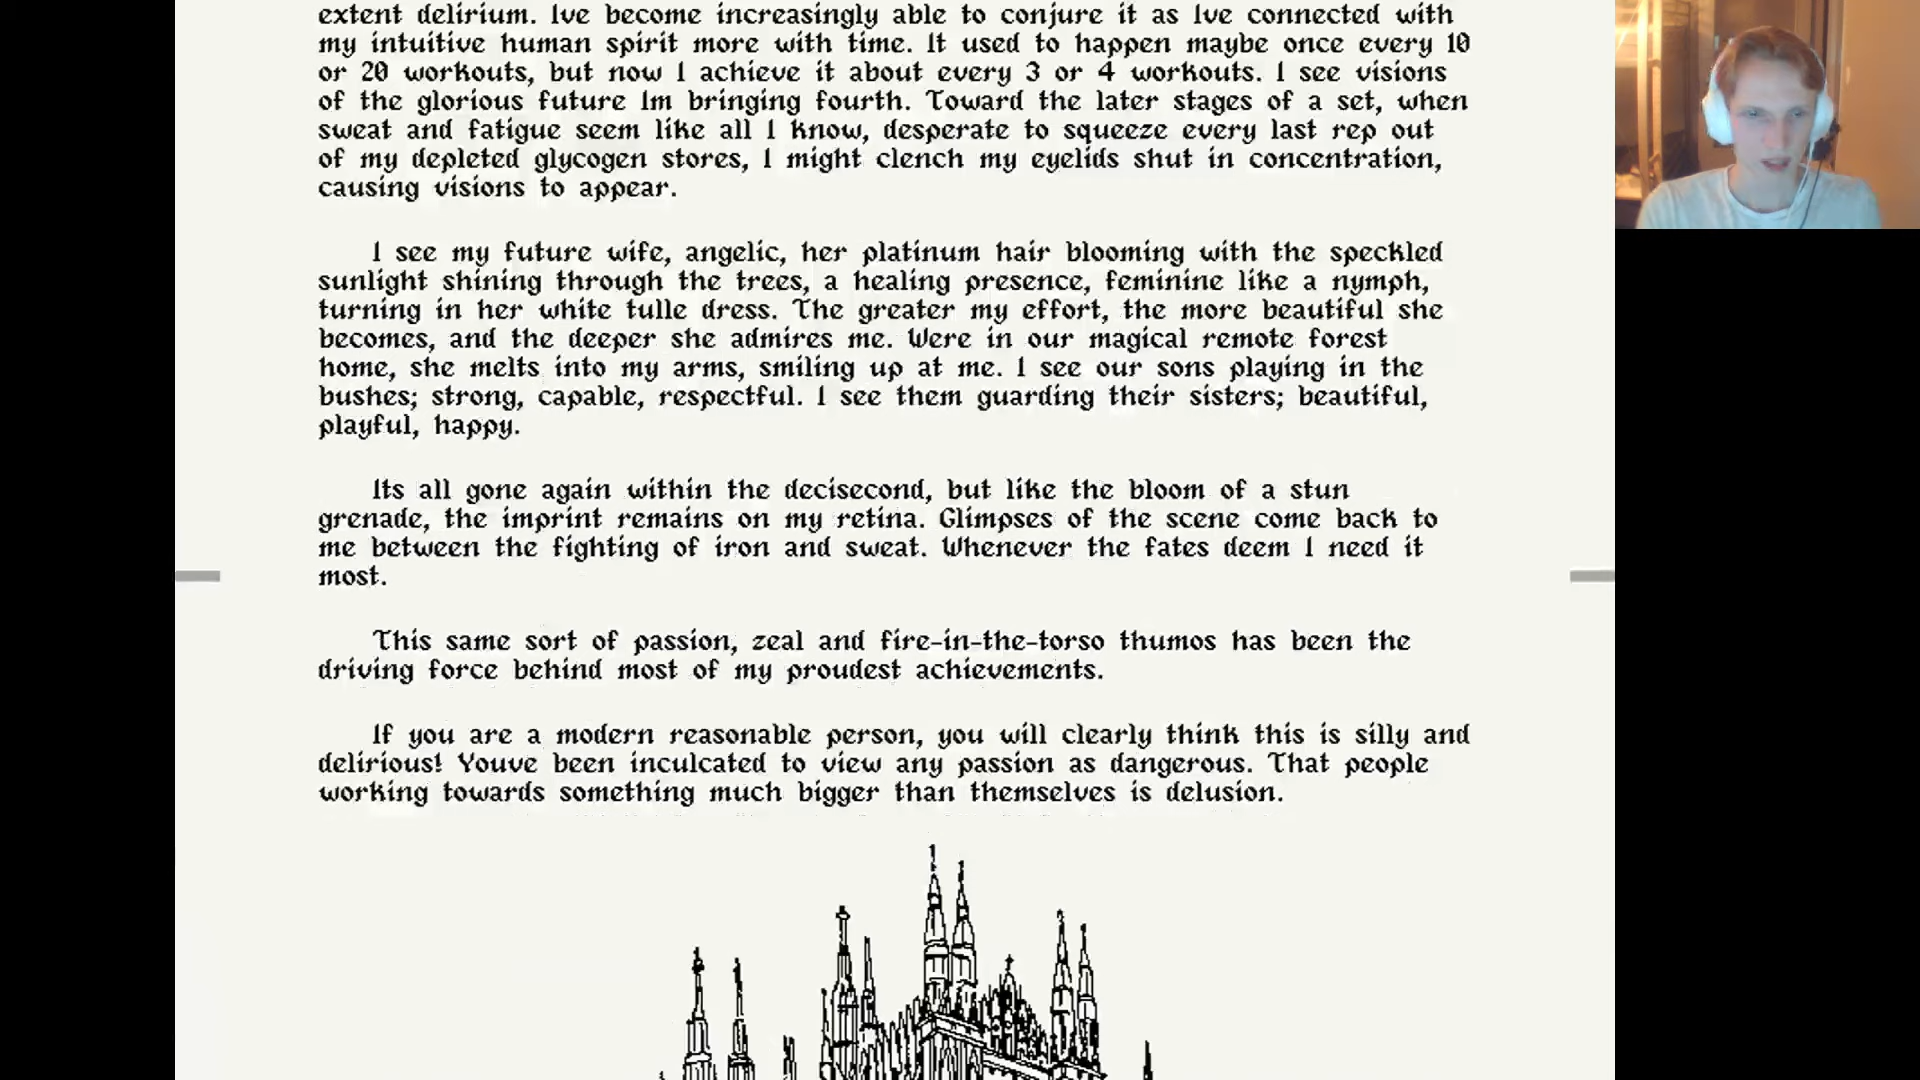 extent delirium. Ive become increasingly able to conjure it as Ive connected with
my intuitive human spirit more with time. It used to happen maybe once every 10
or 20 workouts, but now I achieve it about every 3 or 4 workouts. I see visions
of the glorious future Im bringing fourth. Toward the later stages of a set, when
sweat and fatigue seem like all I know, desperate to squeeze every last rep out
of my depleted glycogen stores, I might clench my eyelids shut in concentration,
causing visions to appear.
I see my future wife, angelic, her platinum hair blooming with the speckled
sunlight shining through the trees, a healing presence, feminine like a nymph,
turning in her white tulle dress. The greater my effort, the more beautiful she
becomes, and the deeper she admires me. Were in our magical remote forest
home, she melts into my arms, smiling up at me. I see our sons playing in the
bushes; strong, capable, respectful. I see them guarding their sisters; beautiful,
playful, happy.
Its all gone again within the decisecond, but like the bloom of a stun
grenade, the imprint remains on my retina. Glimpses of the scene come back to
me between the fighting of iron and sweat. Whenever the fates deem I need it
most.
This same sort of passion, zeal and fire-in-the-torso thumos has been the
driving force behind most of my proudest achievements.
If you are a modern reasonable person, you will clearly think this is silly and
delirious! Youve been inculcated to view any passion as dangerous. That people
working towards something much bigger than themselves is delusion.